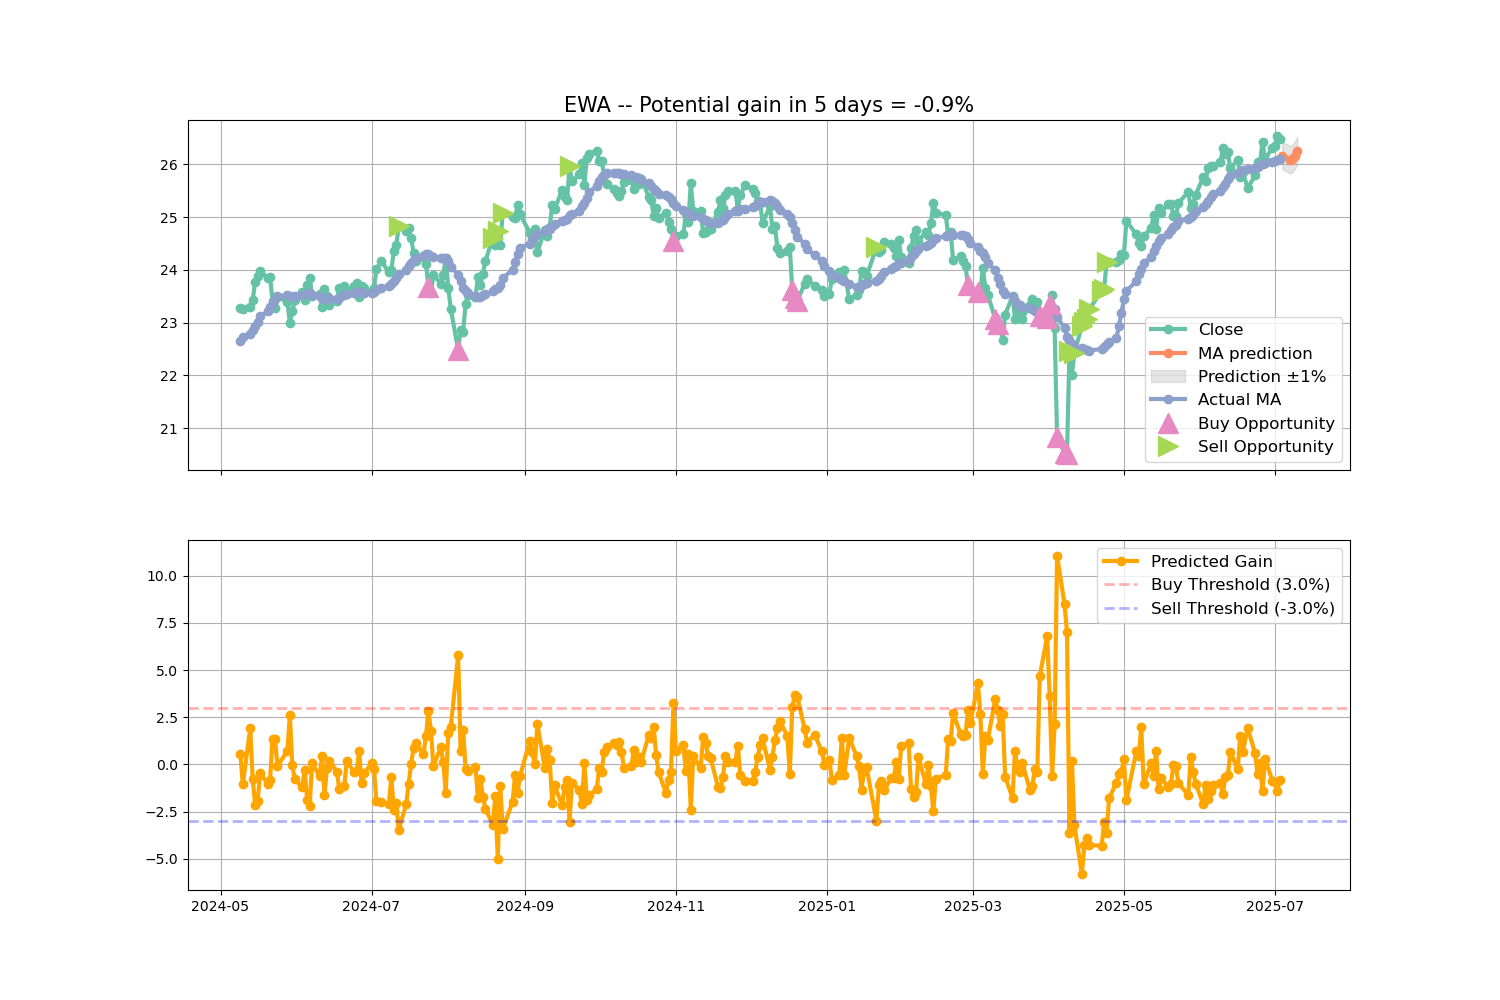 EWA -- Potential gain in 5 days = -0.9%
26
25
24
23
22
21
Close
MA prediction
Prediction ±1%
Actual MA
Buy Opportunity
Sell Opportunity
10.0
7.5
5.0
2.5
0.0
−2.5
−5.0
Predicted Gain
Buy Threshold (3.0%)
Sell Threshold (-3.0%)
2024-05 2024-07 2024-09 2024-11 2025-01 2025-03 2025-05 2025-07